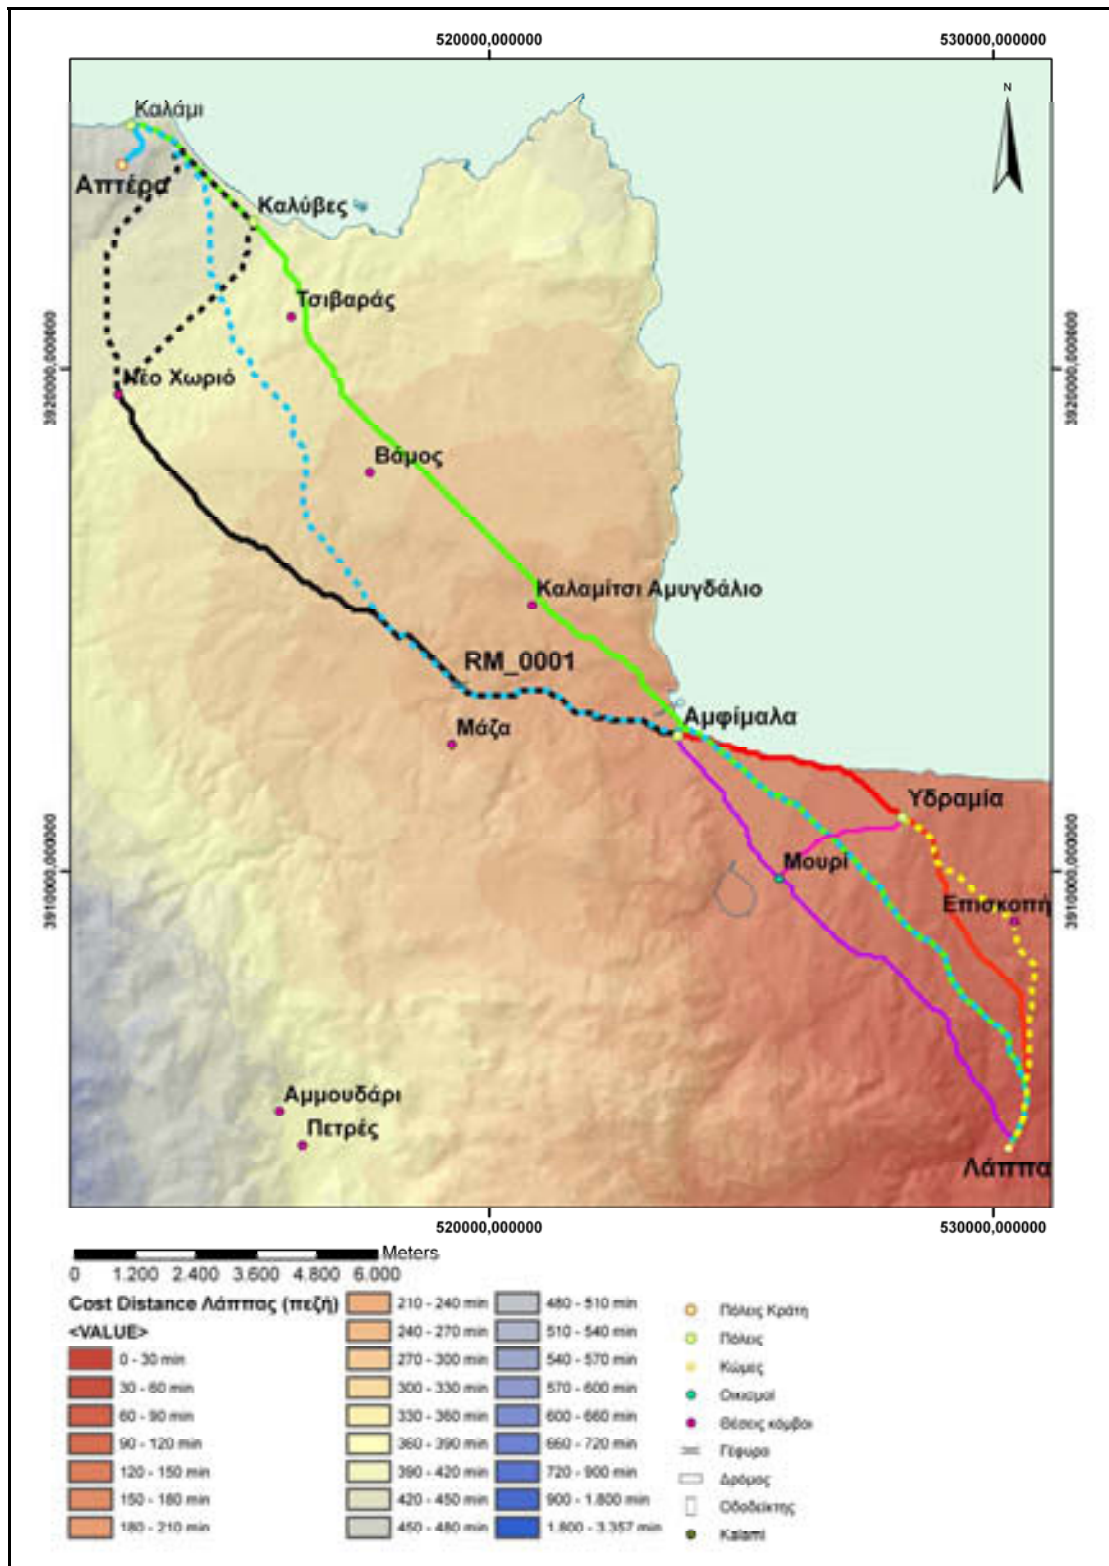 520000,000000 530000,000000
N
Καλάμι
Απτέρα
Καλύβες
Τσιβαράς
3920000,000000 3920000,000000
Νέο Χωριό
Βάμος
Καλαμίτσι Αμυγδάλιο
RM_0001
Αμφίμαλα
Μάζα
Υδραμία
3910000,000000 3910000,000000
Μουρί
Επισκοπή
Αμμουδάρι
Πετρές
Λάππα
520000,000000 530000,000000
Meters
0 1.200 2.400 3.600 4.800 6.000
Cost Distance Λάππας (πεζή)
<VALUE>
0 - 30 min
30 - 60 min
60 - 90 min
90 - 120 min
120 - 150 min
150 - 180 min
180 - 210 min
210 - 240 min
240 - 270 min
270 - 300 min
300 - 330 min
330 - 360 min
360 - 390 min
390 - 420 min
420 - 450 min
450 - 480 min
480 - 510 min
510 - 540 min
540 - 570 min
570 - 600 min
600 - 660 min
660 - 720 min
720 - 900 min
900 - 1.800 min
1.800 - 3.357 min
Πόλεις Κράτη
Πόλεις
Κώμες
Οικισμοί
Θέσεις κόμβοι
Γέφυρα
Δρόμος
Οδοδείκτης
Kalami